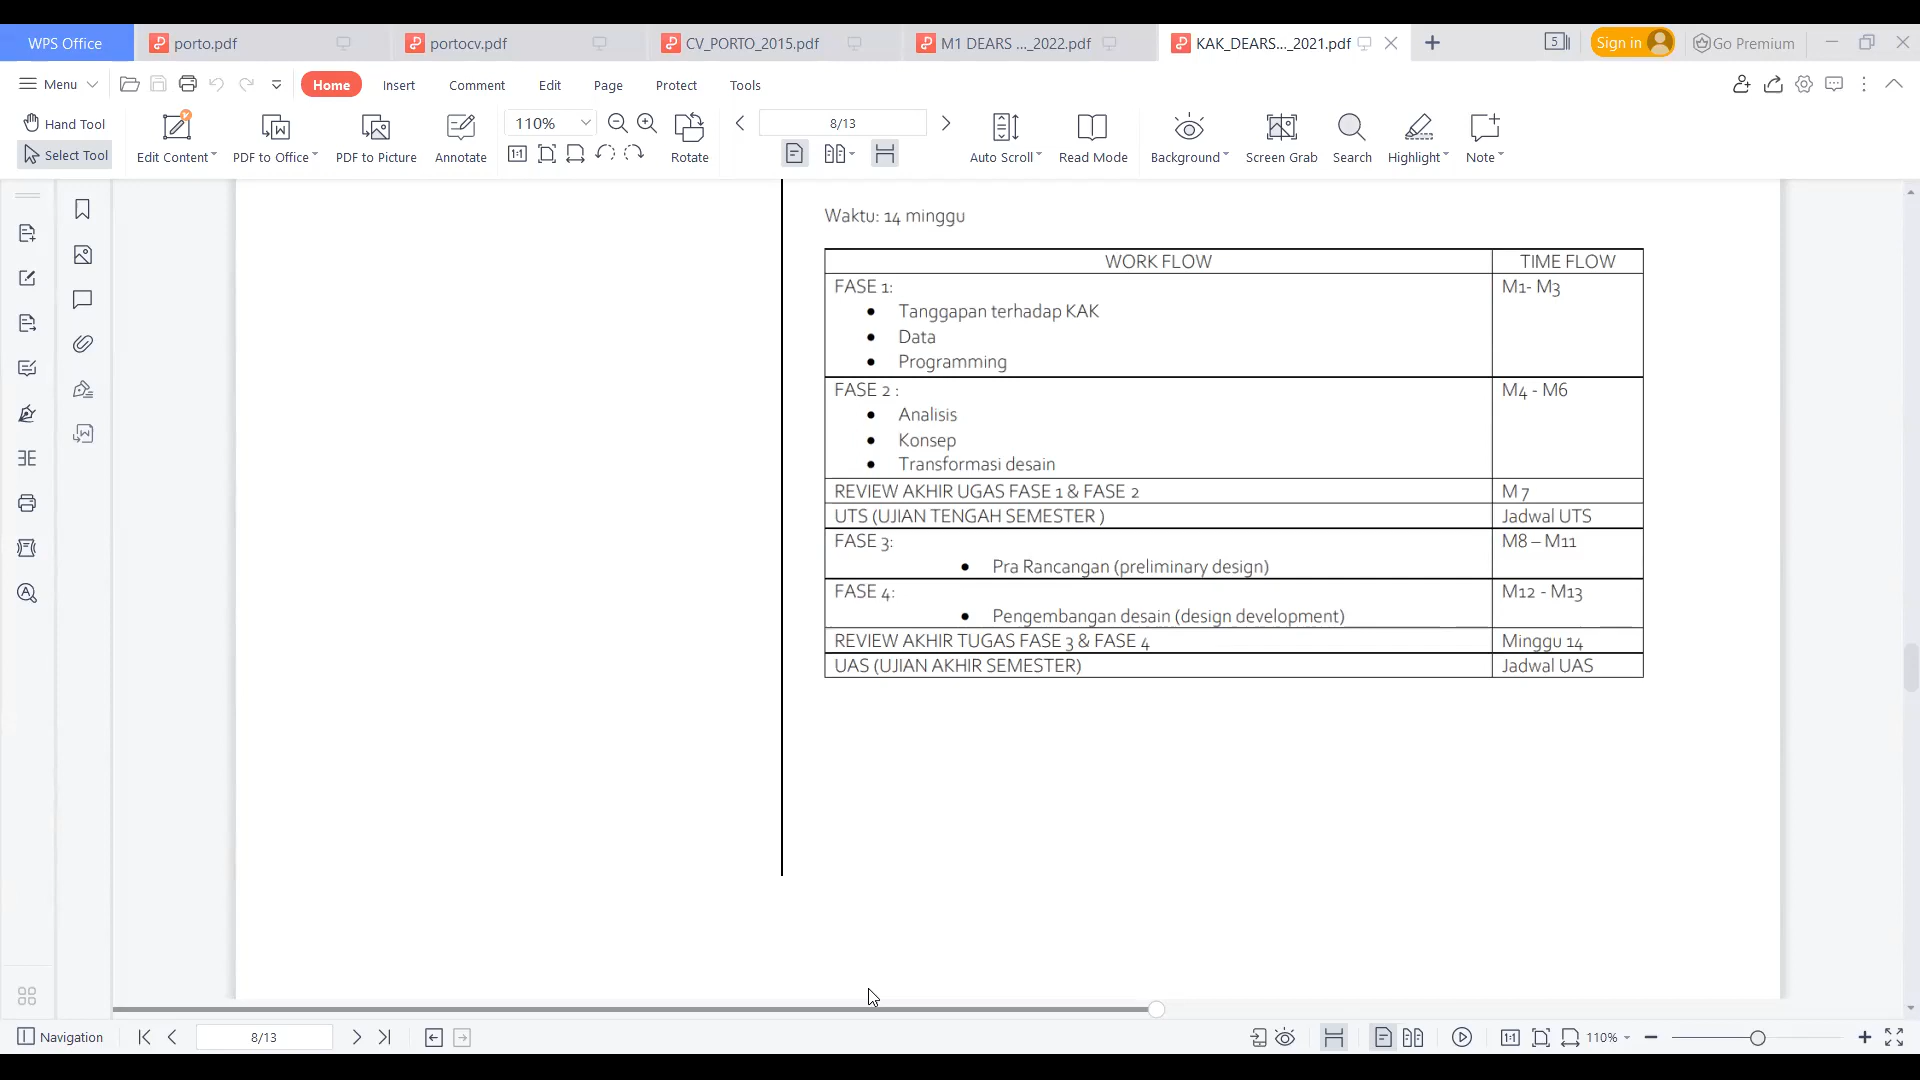 WPS Office
porto.pdf
portocv.pdf
CV_PORTO_2015.pdf
M1 DEARS ..._2022.pdf
KAK_DEARS..._2021.pdf
5
Sign in
Go Premium
Menu
Home
Insert
Comment
Edit
Page
Protect
Tools
Hand Tool
Select Tool
Edit Content
PDF to Office
PDF to Picture
Annotate
110%
Rotate
8/13
Auto Scroll
Read Mode
Background
Screen Grab
Search
Highlight
Note
Waktu: 14 minggu
WORK FLOW TIME FLOW
FASE 1: M1- M3
• Tanggapan terhadap KAK
• Data
• Programming
FASE 2 : M4 - M6
• Analisis
• Konsep
• Transformasi desain
REVIEW AKHIR UGAS FASE 1 & FASE 2 M 7
UTS (UJIAN TENGAH SEMESTER ) Jadwal UTS
FASE 3: M8 – M11
• Pra Rancangan (preliminary design)
FASE 4: M12 - M13
• Pengembangan desain (design development)
REVIEW AKHIR TUGAS FASE 3 & FASE 4 Minggu 14
UAS (UJIAN AKHIR SEMESTER) Jadwal UAS
Navigation
8/13
110%